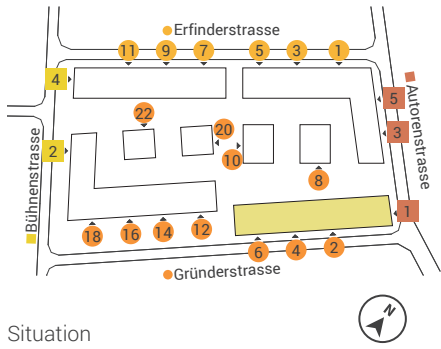 Erfinderstrasse
11 9 7 5 3 1
4
5
22
20
3
2
10
8
Autorenstrasse
Bühnenstrasse
1
18 16 14 12
6 4 2
Gründerstrasse
N
Situation